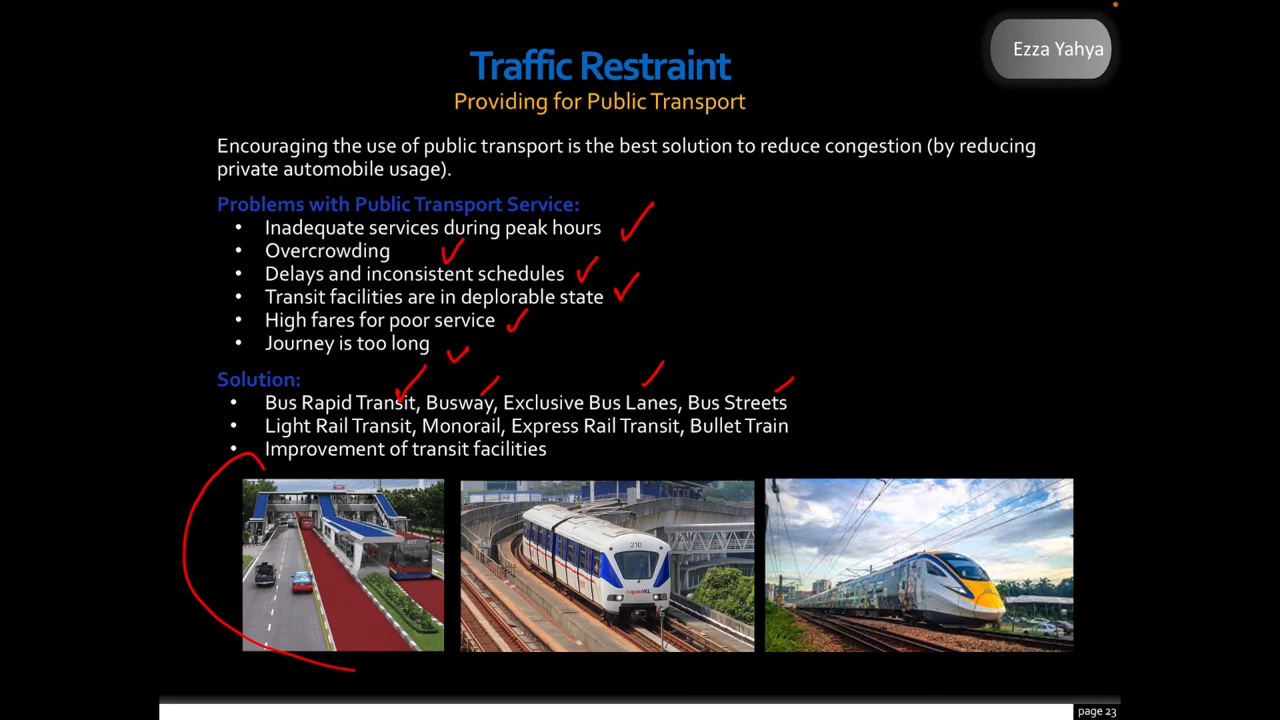 Ezza Yahya
Traffic Restraint
Providing for Public Transport
Encouraging the use of public transport is the best solution to reduce congestion (by reducing
private automobile usage).
Problems with Public Transport Service:
• Inadequate services during peak hours
• Overcrowding
• Delays and inconsistent schedules
• Transit facilities are in deplorable state
• High fares for poor service
• Journey is too long
Solution:
• Bus Rapid Transit, Busway, Exclusive Bus Lanes, Bus Streets
• Light Rail Transit, Monorail, Express Rail Transit, Bullet Train
• Improvement of transit facilities
210
rapidKL
page 23